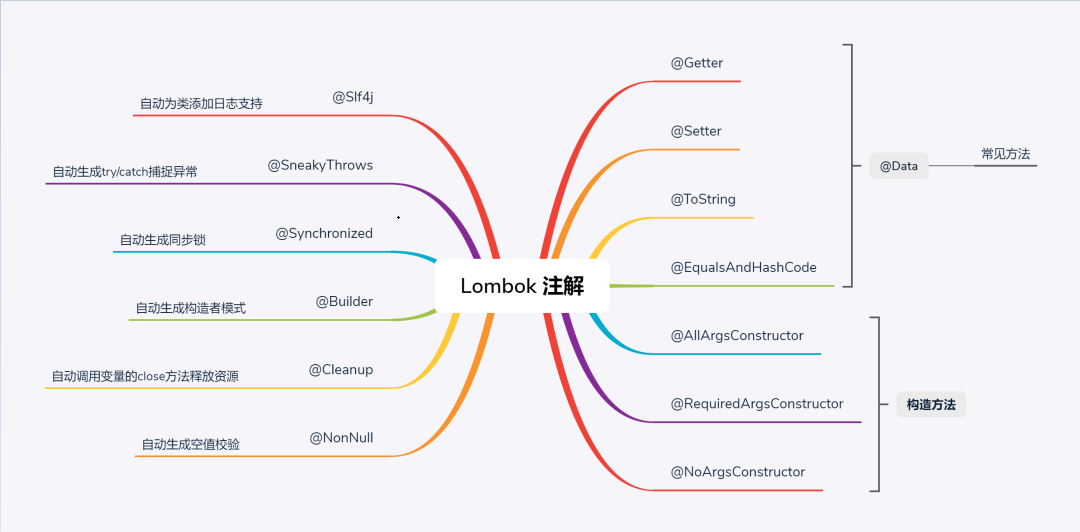 Lombok 注解
@Getter
@Setter
@ToString
@EqualsAndHashCode
@Data
常见方法
@AllArgsConstructor
@RequiredArgsConstructor
@NoArgsConstructor
构造方法
@Slf4j
自动为类添加日志支持
@SneakyThrows
自动生成try/catch捕捉异常
@Synchronized
自动生成同步锁
@Builder
自动生成构造者模式
@Cleanup
自动调用变量的close方法释放资源
@NonNull
自动生成空值校验